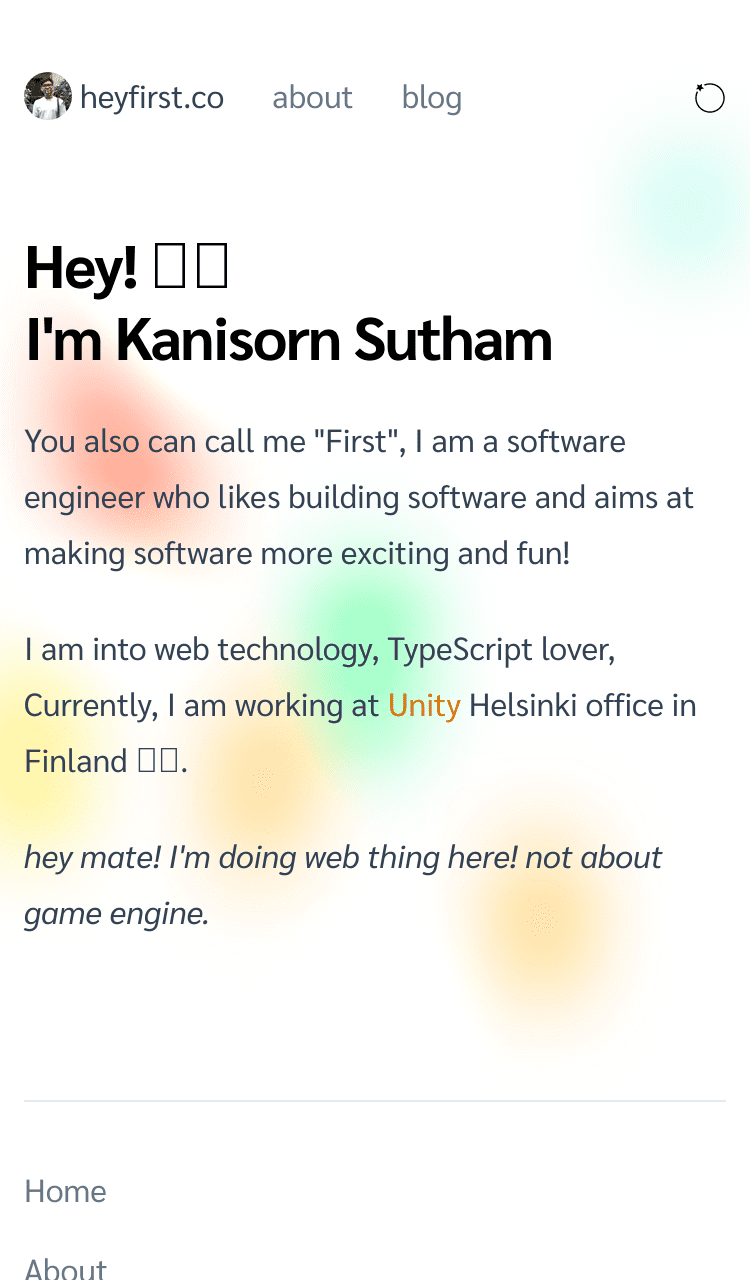 heyfirst.co about blog
Hey! 
I'm Kanisorn Sutham
You also can call me "First", I am a software
engineer who likes building software and aims at
making software more exciting and fun!
I am into web technology, TypeScript lover,
Currently, I am working at Unity Helsinki office in
Finland .
hey mate! I'm doing web thing here! not about
game engine.
Home
About